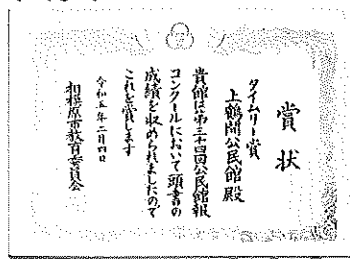 賞状
タイムリー賞
上鶴間公民館殿
貴館は第三十四回公民館報
コンクールにおいて頭書の
成績を収められましたので
これを賞します
令和五年二月四日
相模原市教育委員会